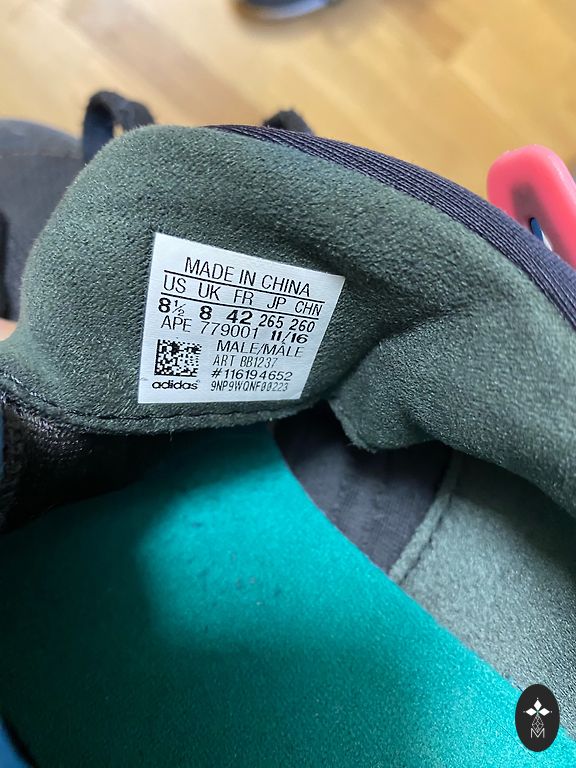 MADE IN CHINA
US UK FR JP CHN
8½ 8 42 265 260
APE 779001 11/16
MALE/MALE
ART BB1237
#116194652
adidas® 9NP9WQNF00223
M